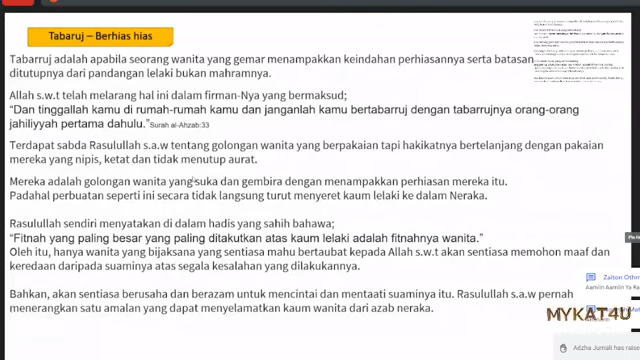 Tabaruj – Berhias hias
Tabarruj adalah apabila seorang wanita yang gemar menampakkan keindahan perhiasannya serta batasan
ditutupnya dari pandangan lelaki bukan mahramnya.
Allah s.w.t telah melarang hal ini dalam firman-Nya yang bermaksud;
“Dan tinggallah kamu di rumah-rumah kamu dan janganlah kamu bertabarruj dengan tabarrujnya orang-orang
jahiliyyah pertama dahulu.” Surah al-Ahzab:33
Terdapat sabda Rasulullah s.a.w tentang golongan wanita yang berpakaian tapi hakikatnya bertelanjang dengan pakaian
mereka yang nipis, ketat dan tidak menutup aurat.
Mereka adalah golongan wanita yang suka dan gembira dengan menampakkan perhiasan mereka itu.
Padahal perbuatan seperti ini secara tidak langsung turut menyeret kaum lelaki ke dalam Neraka.
Rasulullah sendiri menyatakan di dalam hadis yang sahih bahawa;
“Fitnah yang paling besar yang paling ditakutkan atas kaum lelaki adalah fitnahnya wanita.”
Oleh itu, hanya wanita yang bijaksana yang sentiasa mahu bertaubat kepada Allah s.w.t akan sentiasa memohon maaf dan
keredaan daripada suaminya atas segala kesalahan yang dilakukannya.
Bahkan, akan sentiasa berusaha dan berazam untuk mencintai dan mentaati suaminya itu. Rasulullah s.a.w pernah
menerangkan satu amalan yang dapat menyelamatkan kaum wanita dari azab neraka.
Zaiton Othm
Aamiin Aamiin Ya
MYKAT4U
Adzha Jumali has raise